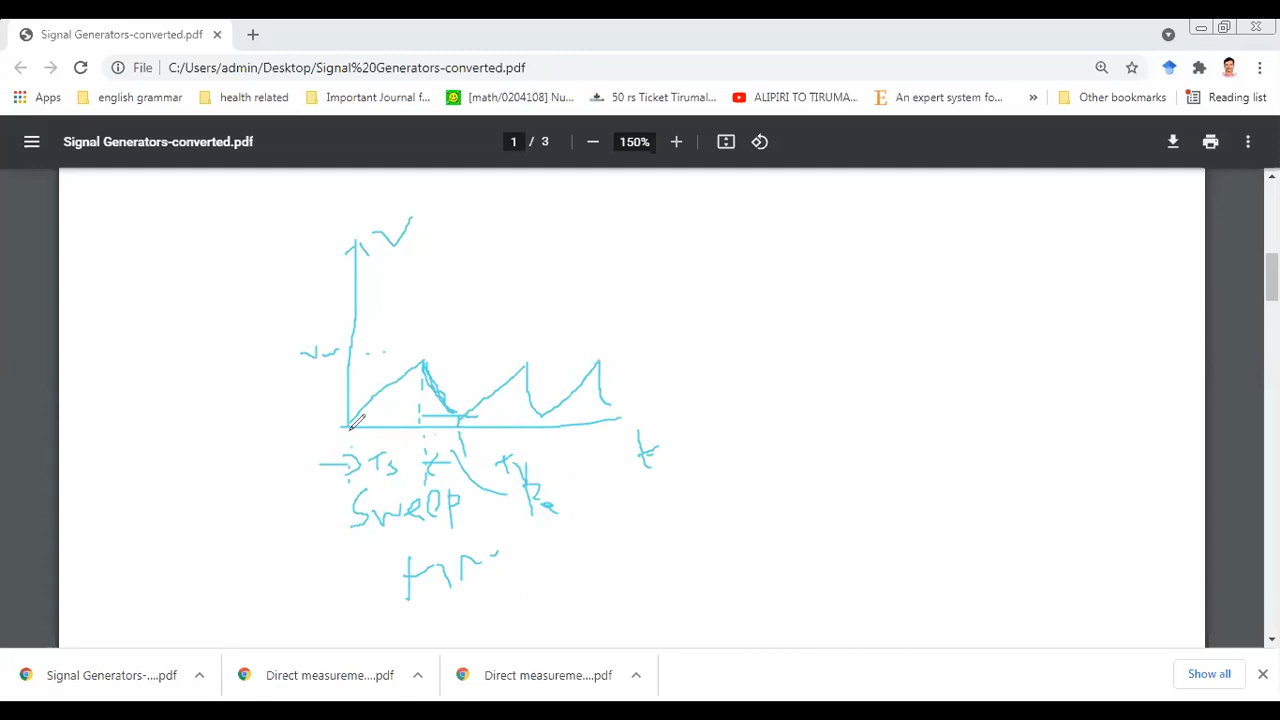 Signal Generators-converted.pdf
File C:/Users/admin/Desktop/Signal%20Generators-converted.pdf
Apps english grammar health related Important Journal f... [math/0204108] Nu... 50 rs Ticket Tirumal... ALIPIRI TO TIRUMA... An expert system fo... » Other bookmarks Reading list
Signal Generators-converted.pdf 1 / 3 150%
V
t
Ts
Sweep
Signal Generators-....pdf Direct measureme....pdf Direct measureme....pdf Show all